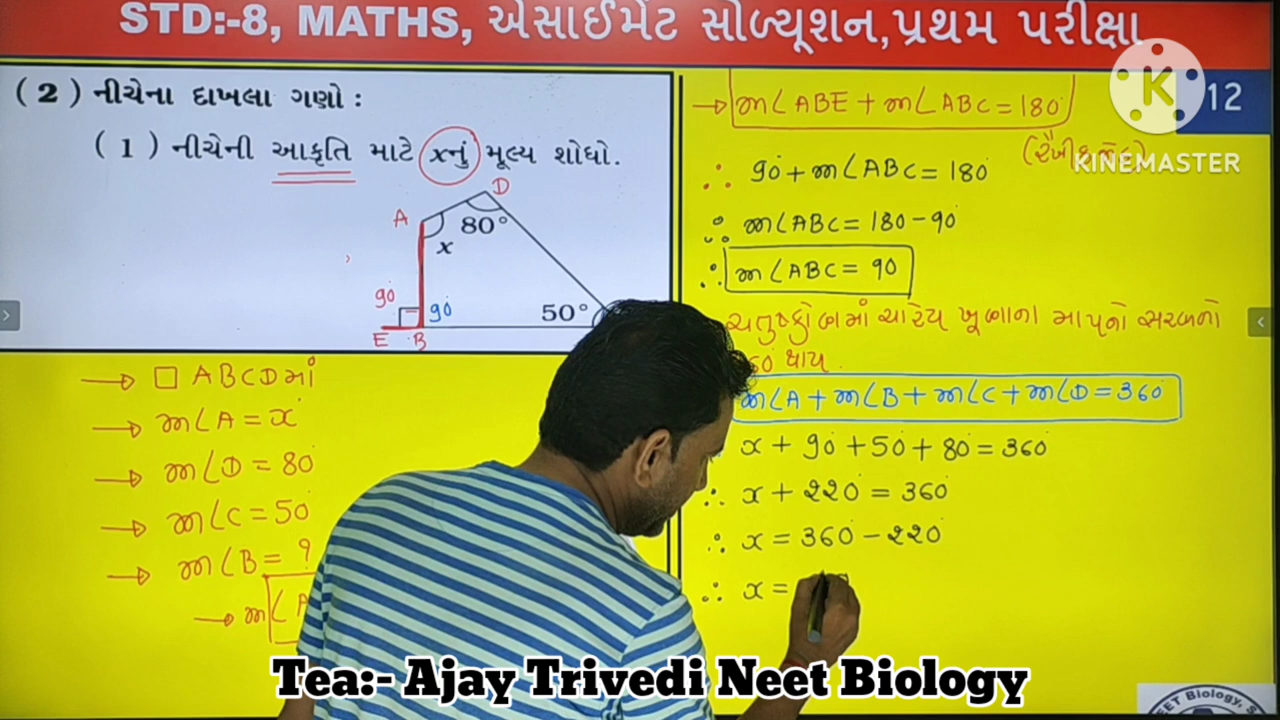 STD:-8, MATHS, એસાઈમેંટ સોળ્યૂશન,પ્રથમ પરીક્ષા
12
KINEMASTER
( 2 ) નીચેના દાખલા ગણો :
( 1 ) નીચેની આકૃતિ માટે xનું મૂલ્ય શોધો.
D
A
80°
x
90°
90°
50°
E B
→ □ ABCDમાં
→ m∠A = x
→ m∠D = 80°
→ m∠C = 50°
→ m∠B = ?
→ m∠A
→ m∠ABE + m∠ABC = 180°
∴ 90° + m∠ABC = 180°
∴ m∠ABC = 180 - 90°
∴ m∠ABC = 90
ચતુષ્કોણમાં ચારેય ખૂણાના માપનો સરવાળો
થાય.
m∠A + m∠B + m∠C + m∠D = 360°
x + 90° + 50° + 80° = 360°
∴ x + 220° = 360°
∴ x = 360° - 220°
∴ x =
Tea:- Ajay Trivedi Neet Biology